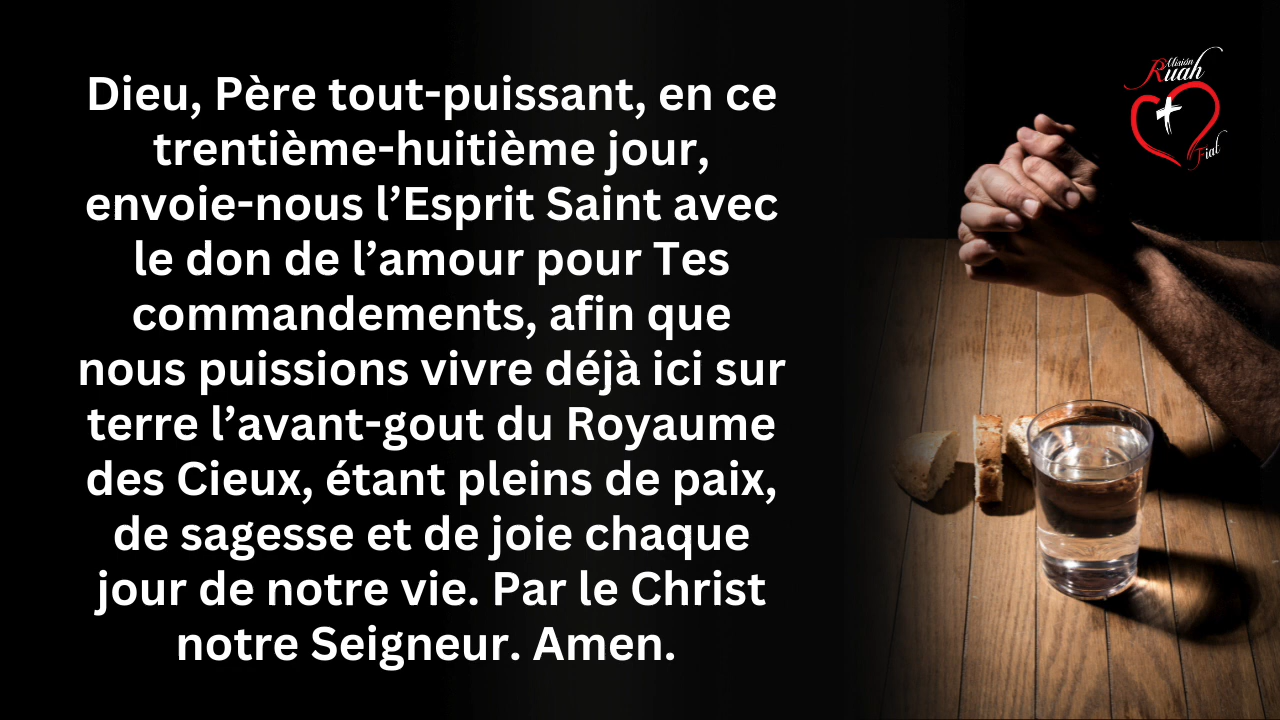 Dieu, Père tout-puissant, en ce
trentième-huitième jour,
envoie-nous l’Esprit Saint avec
le don de l’amour pour Tes
commandements, afin que
nous puissions vivre déjà ici sur
terre l’avant-gout du Royaume
des Cieux, étant pleins de paix,
de sagesse et de joie chaque
jour de notre vie. Par le Christ
notre Seigneur. Amen.
Misión
Ruah
Fial